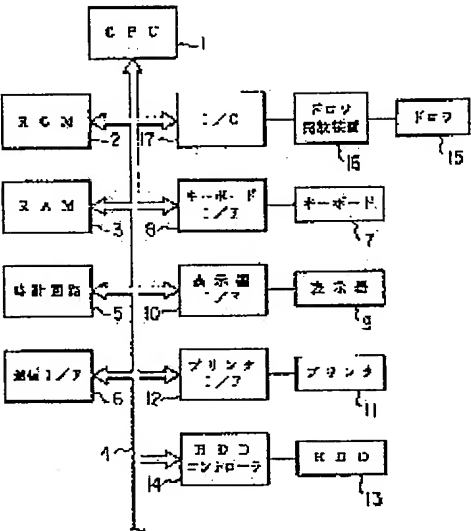 CPU
1
ROM
2
17
I/O
ドロワ
開放装置
16
ドロワ
15
RAM
3
8
キーボード
I/F
キーボード
7
時計回路
5
10
表示器
I/F
表示器
9
通信I/F
6
12
プリンタ
I/F
プリンタ
11
4
HDD
コントローラ
14
HDD
13